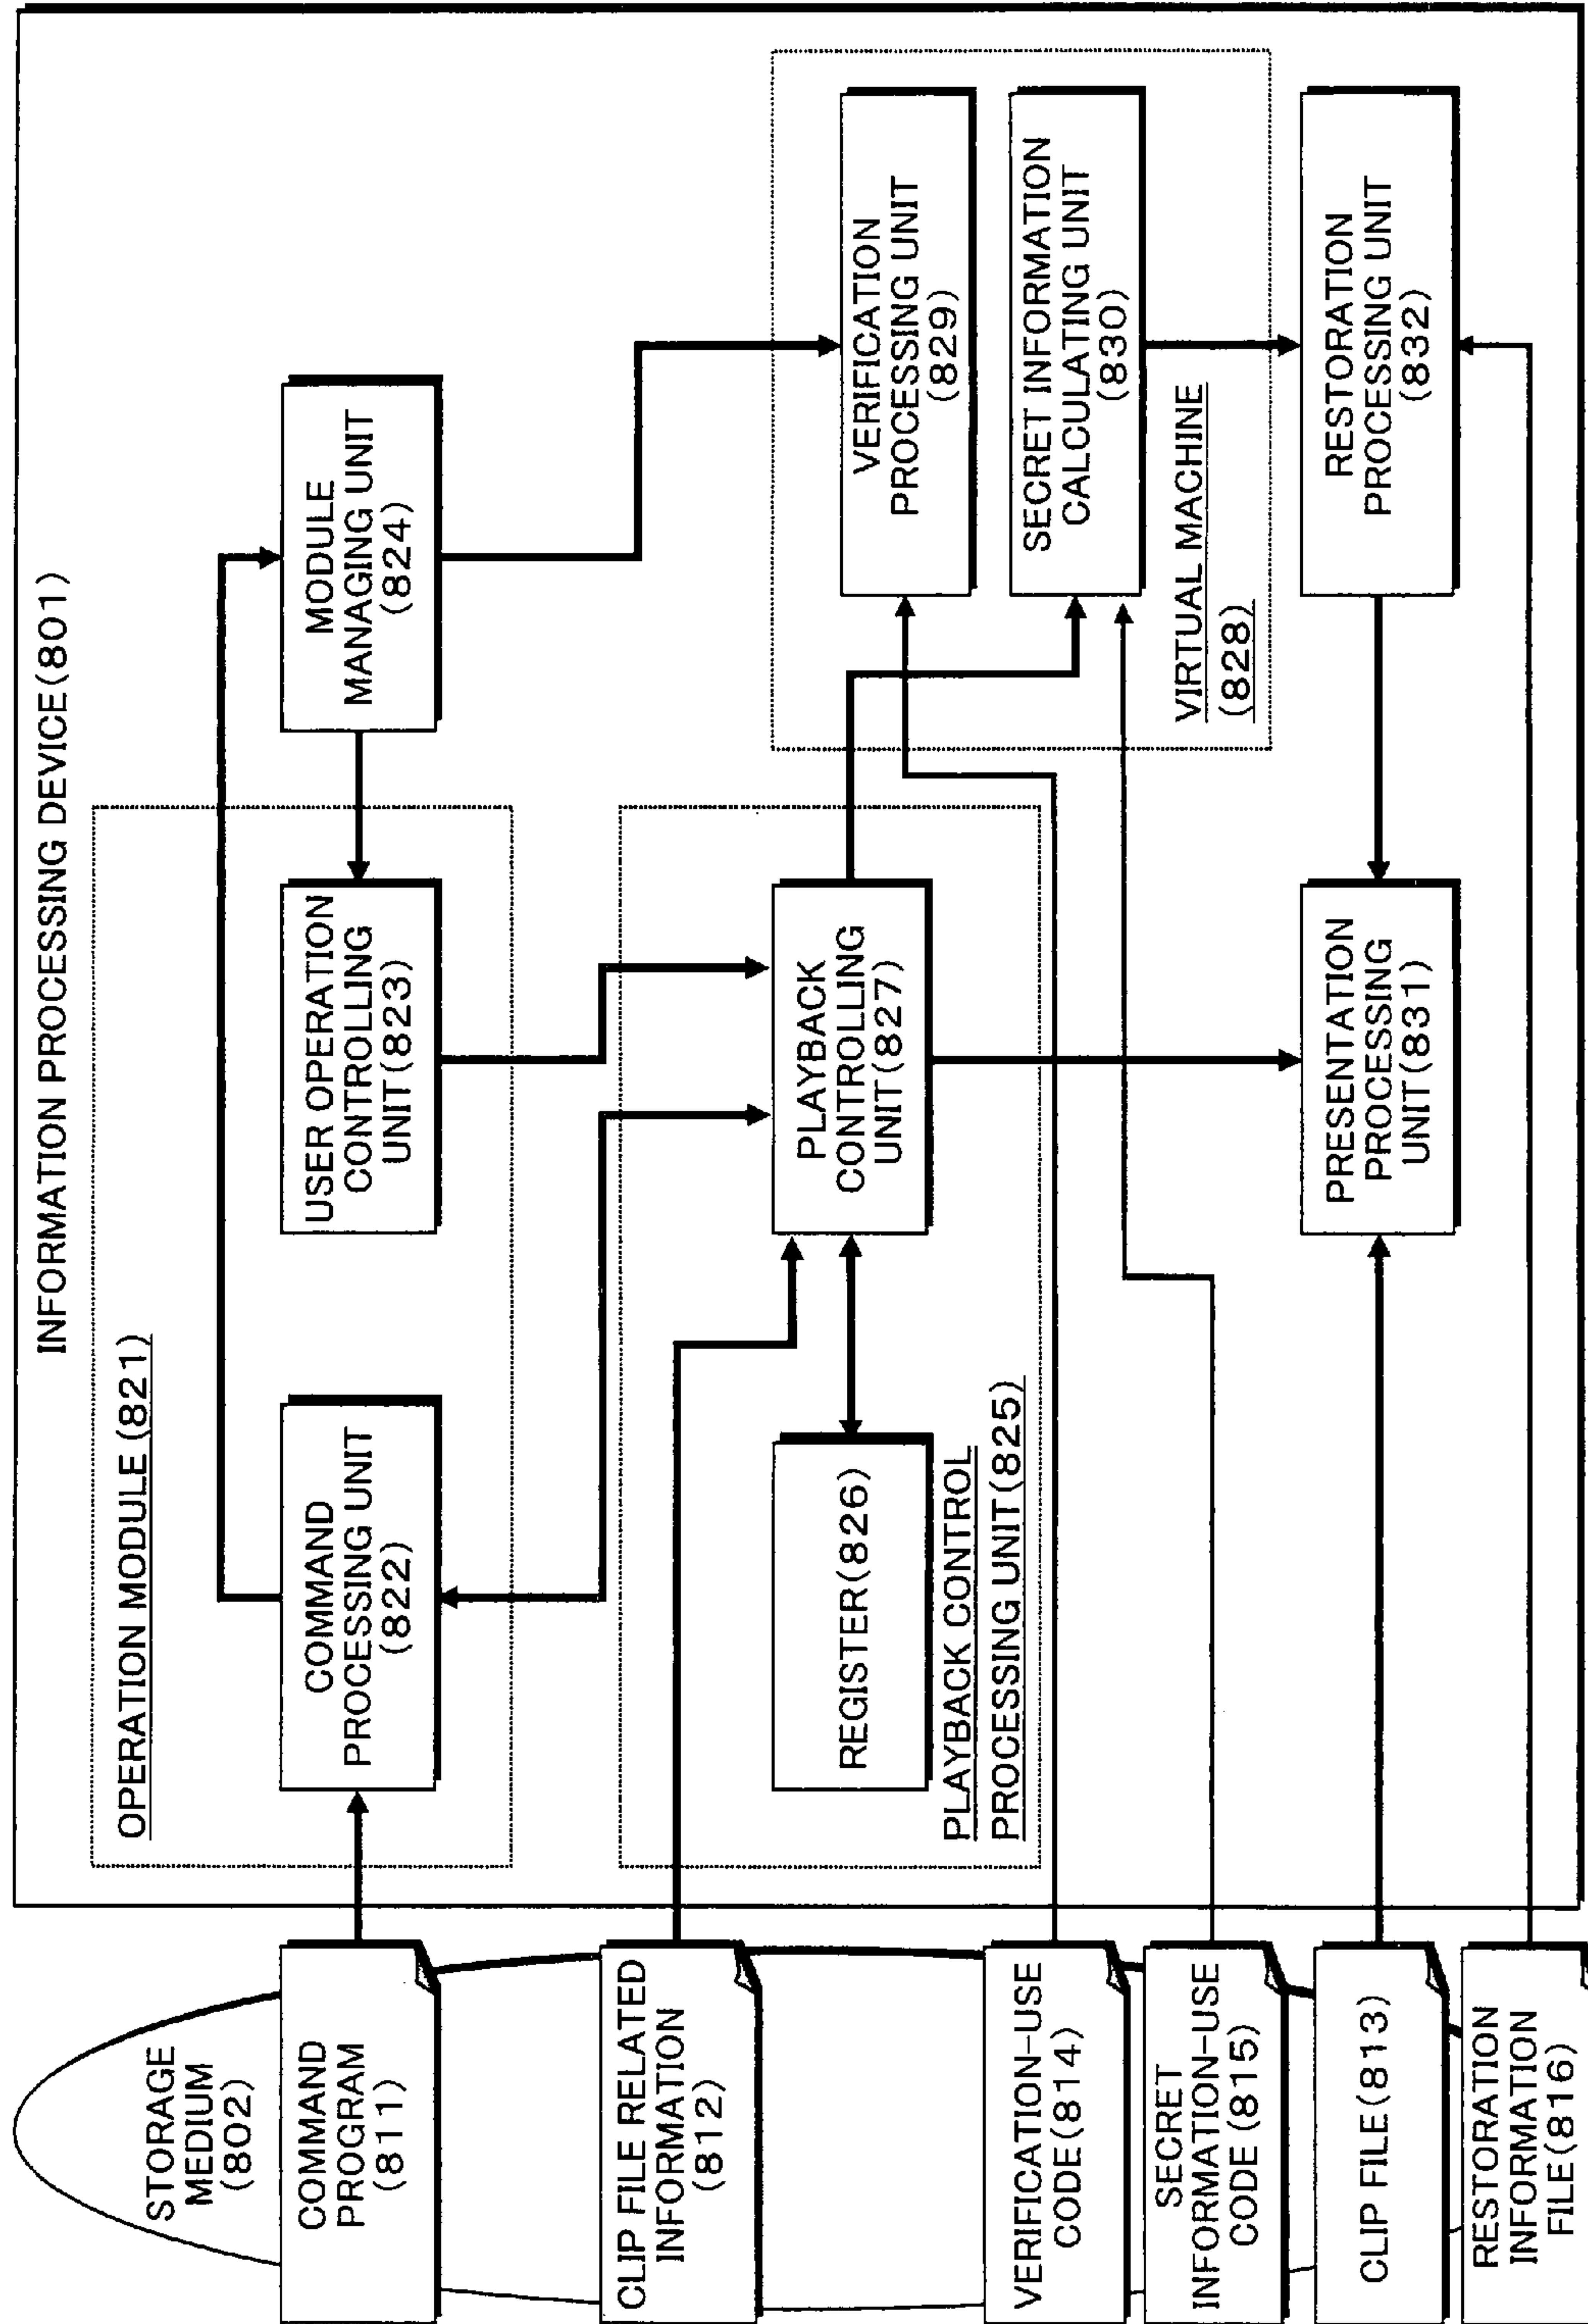 INFORMATION PROCESSING DEVICE(801)
STORAGE
MEDIUM
(802)
COMMAND
PROGRAM
(811)
CLIP FILE RELATED
INFORMATION
(812)
VERIFICATION-USE
CODE(814)
SECRET
INFORMATION-USE
CODE (815)
CLIP FILE(813)
RESTORATION
INFORMATION
FILE(816)
OPERATION MODULE (821)
COMMAND
PROCESSING UNIT
(822)
USER OPERATION
CONTROLLING
UNIT(823)
MODULE
MANAGING UNIT
(824)
REGISTER(826)
PLAYBACK CONTROL
PROCESSING UNIT(825)
PLAYBACK
CONTROLLING
UNIT(827)
VERIFICATION
PROCESSING UNIT
(829)
SECRET INFORMATION
CALCULATING UNIT
(830)
VIRTUAL MACHINE
(828)
PRESENTATION
PROCESSING
UNIT(831)
RESTORATION
PROCESSING UNIT
(832)